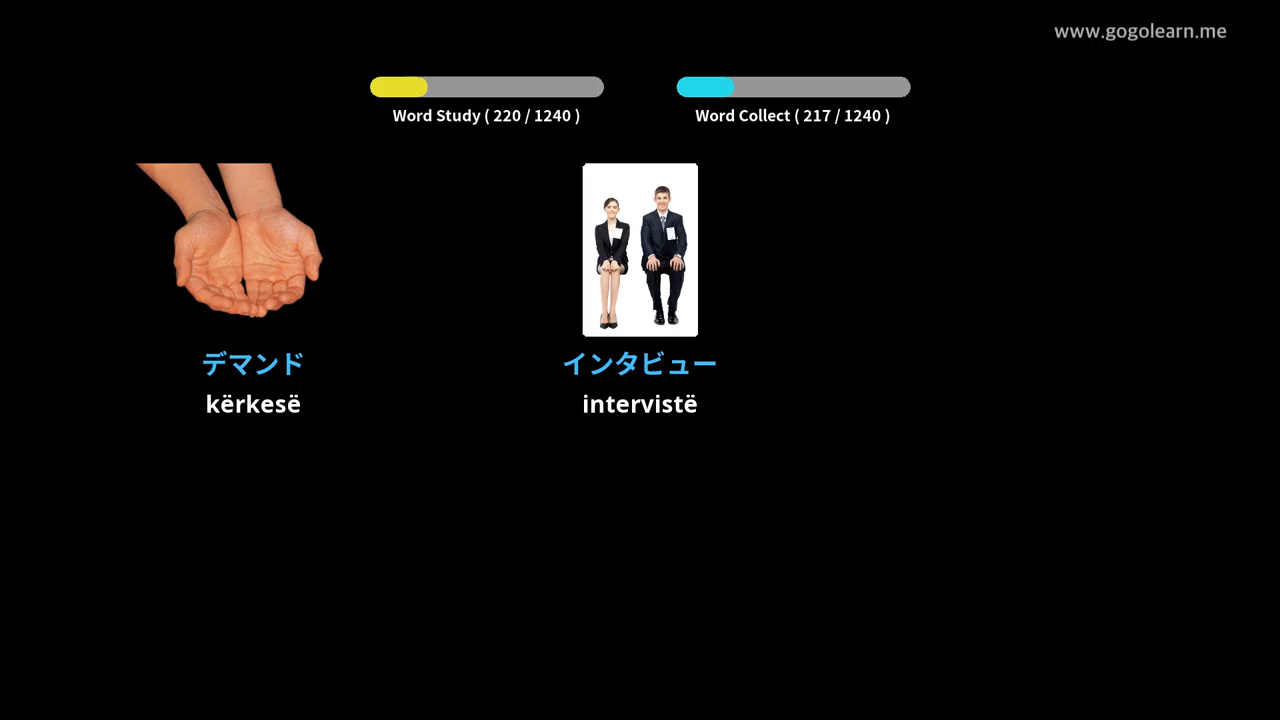 www.gogolearn.me
Word Study ( 220 / 1240 )
Word Collect ( 217 / 1240 )
デマンド
kërkesë
インタビュー
intervistë